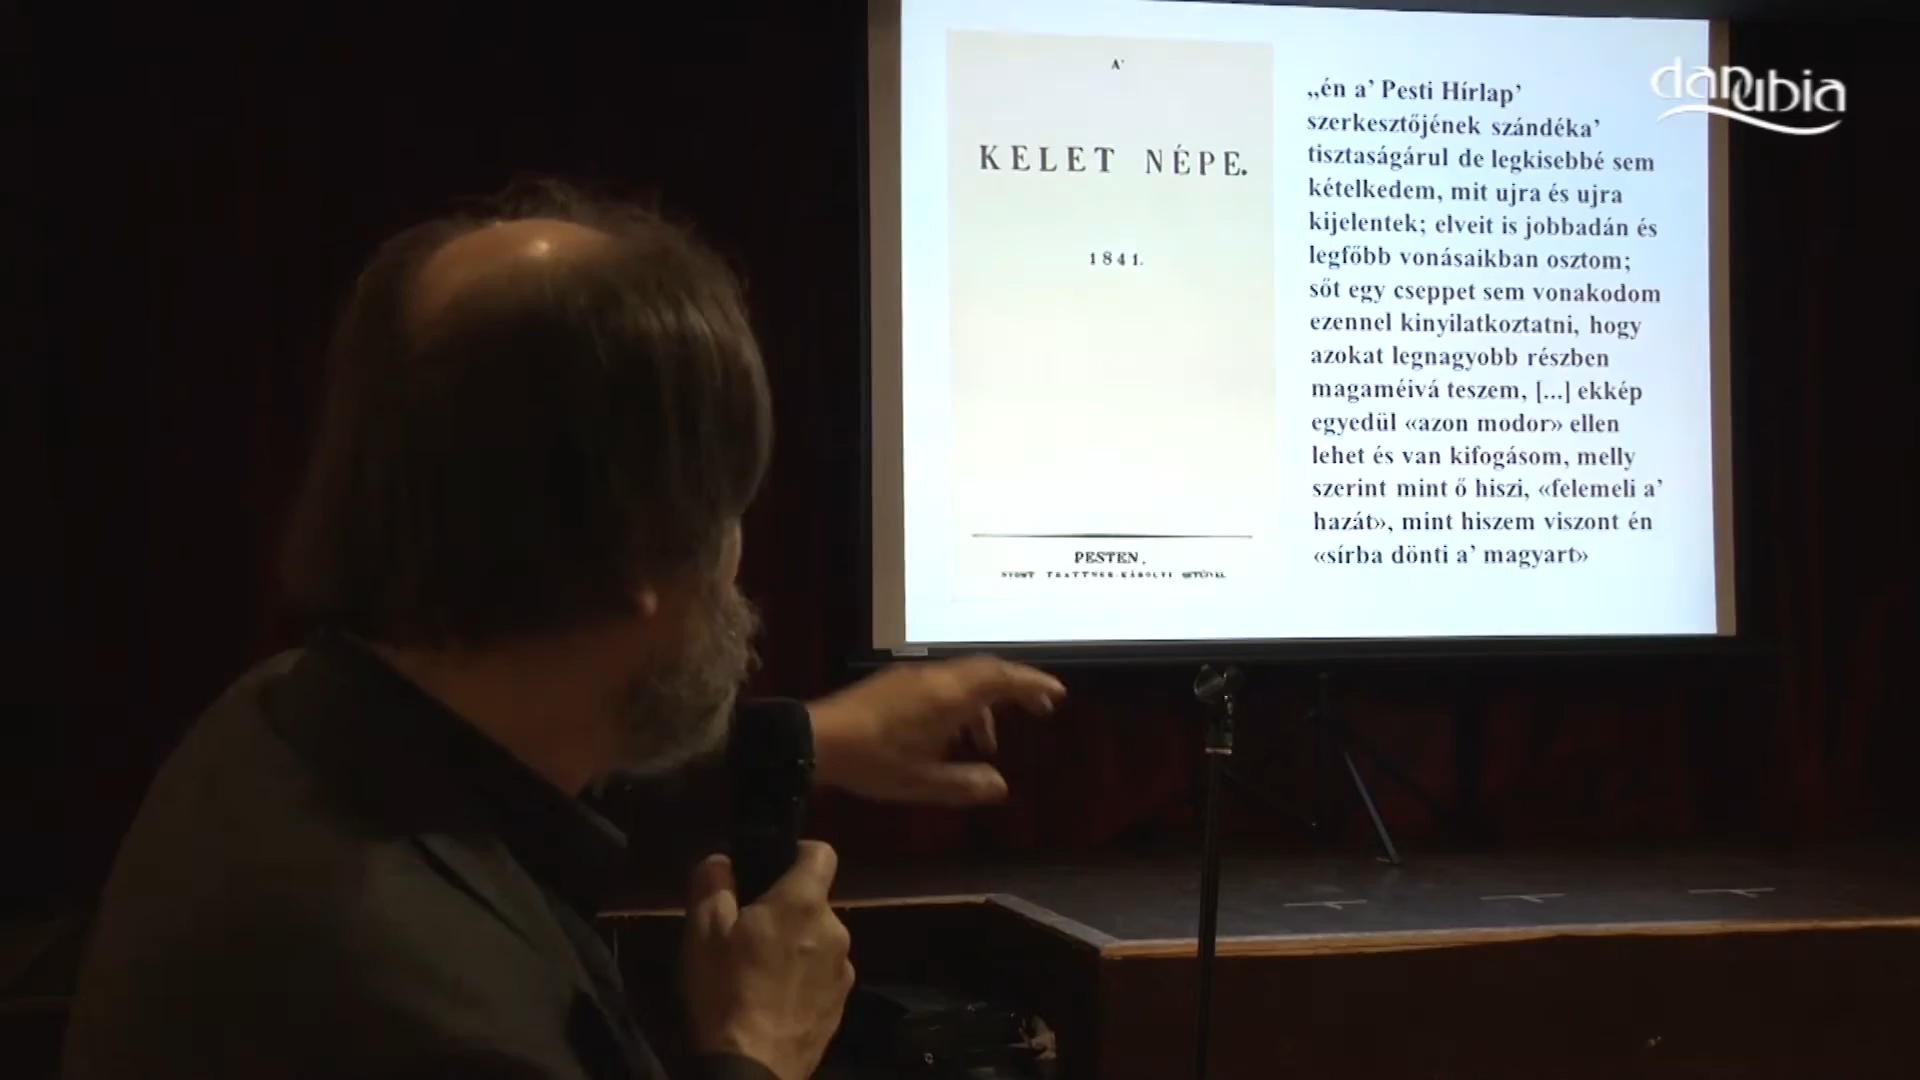 A'
KELET NÉPE.
1841.
PESTEN,
NYOMT TRATTNER-KÁROLYI
„én a’ Pesti Hírlap’
szerkesztőjének szándéka’
tisztaságárul de legkisebbé sem
kételkedem, mit ujra és ujra
kijelentek; elveit is jobbadán és
legfőbb vonásaikban osztom;
sőt egy cseppet sem vonakodom
ezennel kinyilatkoztatni, hogy
azokat legnagyobb részben
magaméivá teszem, [...] ekkép
egyedül «azon modor» ellen
lehet és van kifogásom, melly
szerint mint ő hiszi, «felemeli a’
hazát», mint hiszem viszont én
«sírba dönti a’ magyart»
danubia